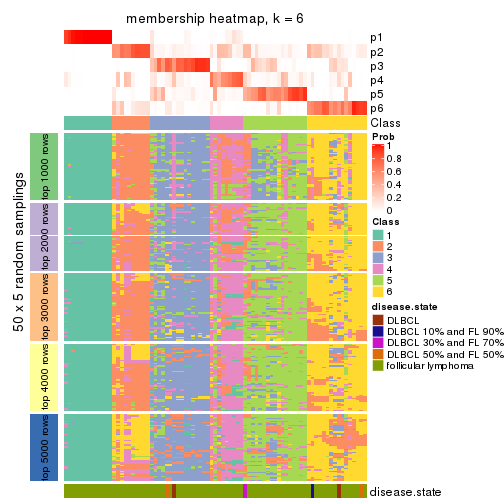 membership heatmap, k = 6
p1
p2
p3
p4
p5
p6
Class
50 x 5 random samplings
top 1000 rows
top 2000 rows
top 3000 rows
top 4000 rows
top 5000 rows
Prob
1
0.8
0.6
0.4
0.2
0
Class
1
2
3
4
5
6
disease.state
DLBCL
DLBCL 10% and FL 90%
DLBCL 30% and FL 70%
DLBCL 50% and FL 50%
follicular lymphoma
disease.state